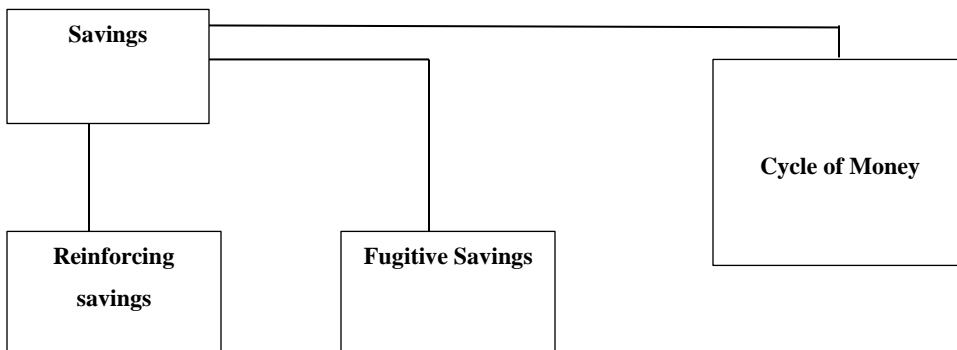 Savings
Cycle of Money
Reinforcing
savings
Fugitive Savings